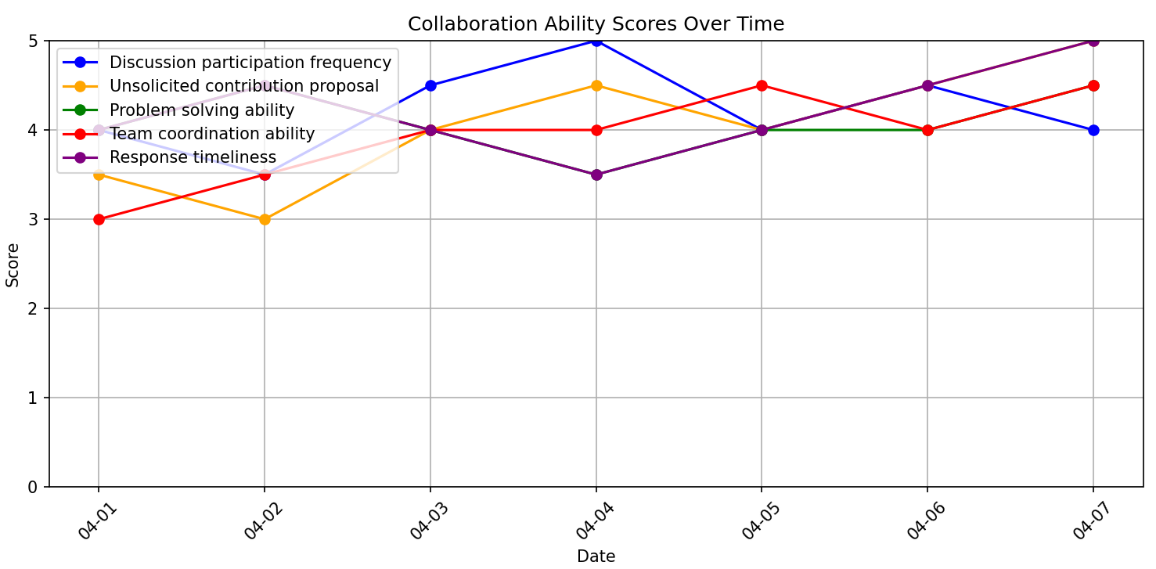 Collaboration Ability Scores Over Time
Discussion participation frequency
Unsolicited contribution proposal
Problem solving ability
Team coordination ability
Response timeliness
5
4
3
2
1
0
Score
04-01
04-02
04-03
04-04
04-05
04-06
04-07
Date